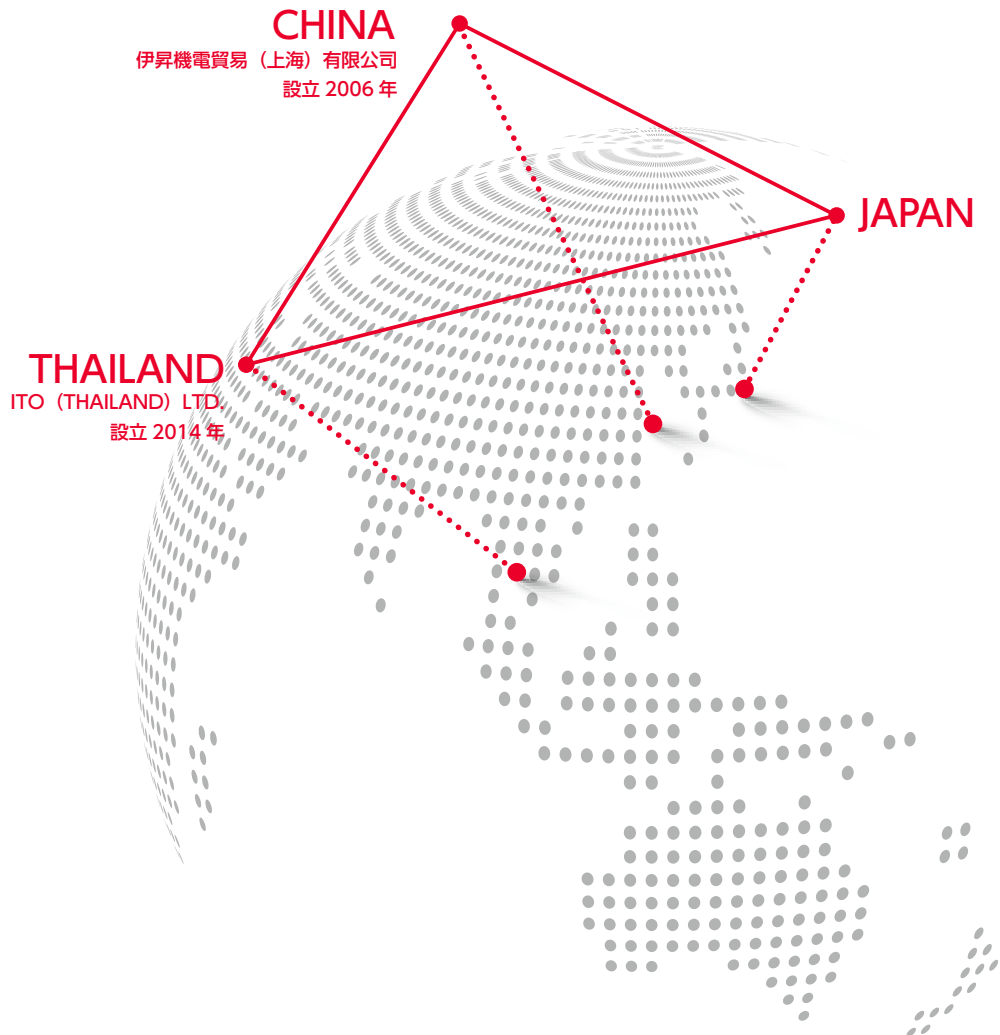 CHINA
伊昇機電貿易（上海）有限公司
設立 2006 年
JAPAN
THAILAND
ITO（THAILAND）LTD.
設立 2014 年